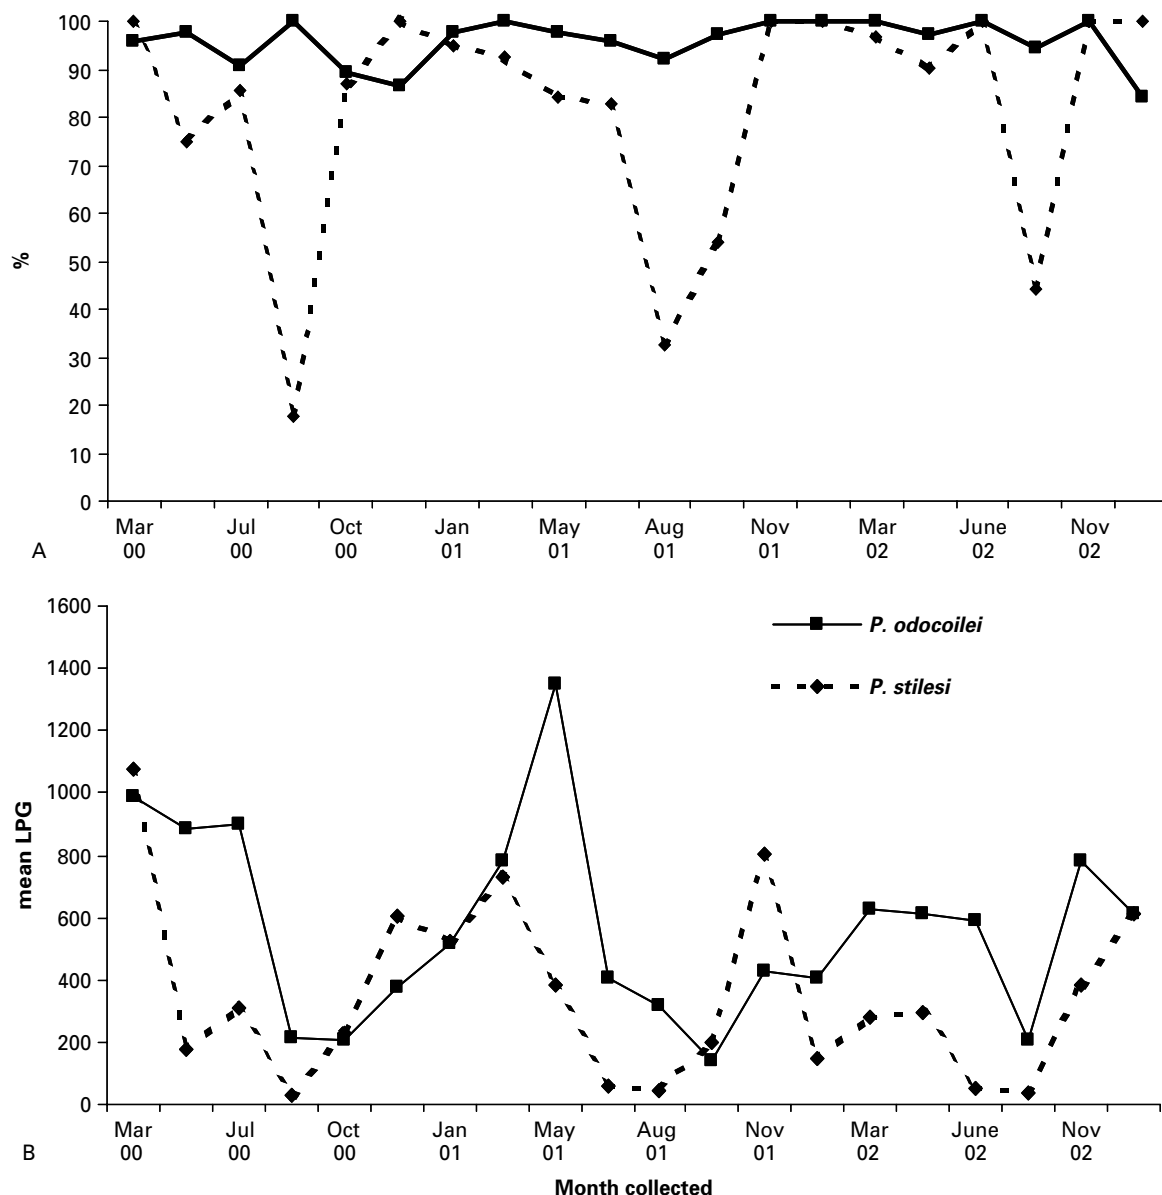 100
90
80
70
60
50
40
30
20
10
0
%
Mar Jul Oct Jan May Aug Nov Mar June Nov
00 00 00 01 01 01 01 02 02 02
A
1600
1400
1200
1000
800
600
400
200
0
mean LPG
P. odocoilei
P. stilesi
Mar Jul Oct Jan May Aug Nov Mar June Nov
00 00 00 01 01 01 01 02 02 02
B
Month collected